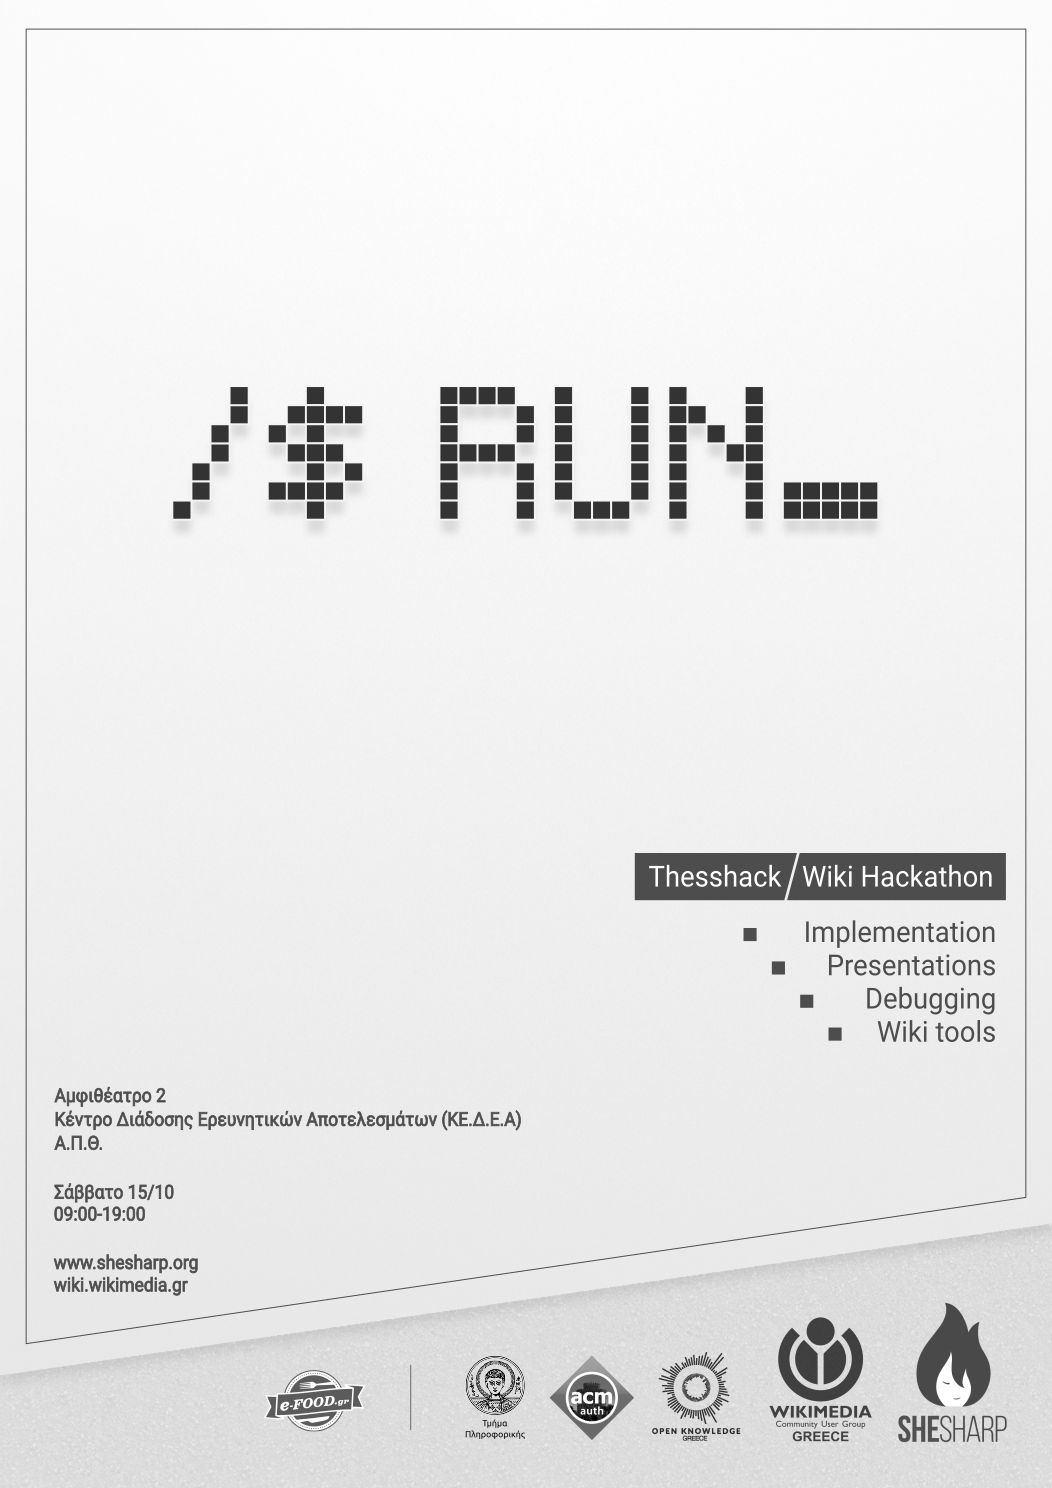 /$ RUN_
Thesshack / Wiki Hackathon
Implementation
Presentations
Debugging
Wiki tools
Αμφιθέατρο 2
Κέντρο Διάδοσης Ερευνητικών Αποτελεσμάτων (ΚΕ.Δ.Ε.Α)
Α.Π.Θ.
Σάββατο 15/10
09:00-19:00
www.shesharp.org
wiki.wikimedia.gr
e-FOOD.gr
Τμήμα
Πληροφορικής
acm
auth
OPEN KNOWLEDGE
GREECE
WIKIMEDIA
Community User Group
GREECE
SHESHARP